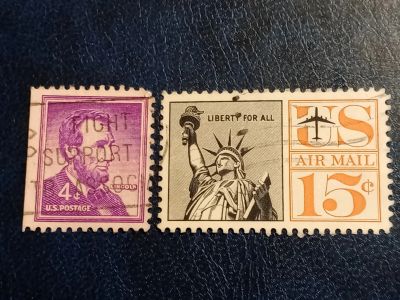 FIGHT
SUPPORT
4¢
LINCOLN
U.S. POSTAGE
LIBERTY FOR ALL
US
AIR MAIL
15¢